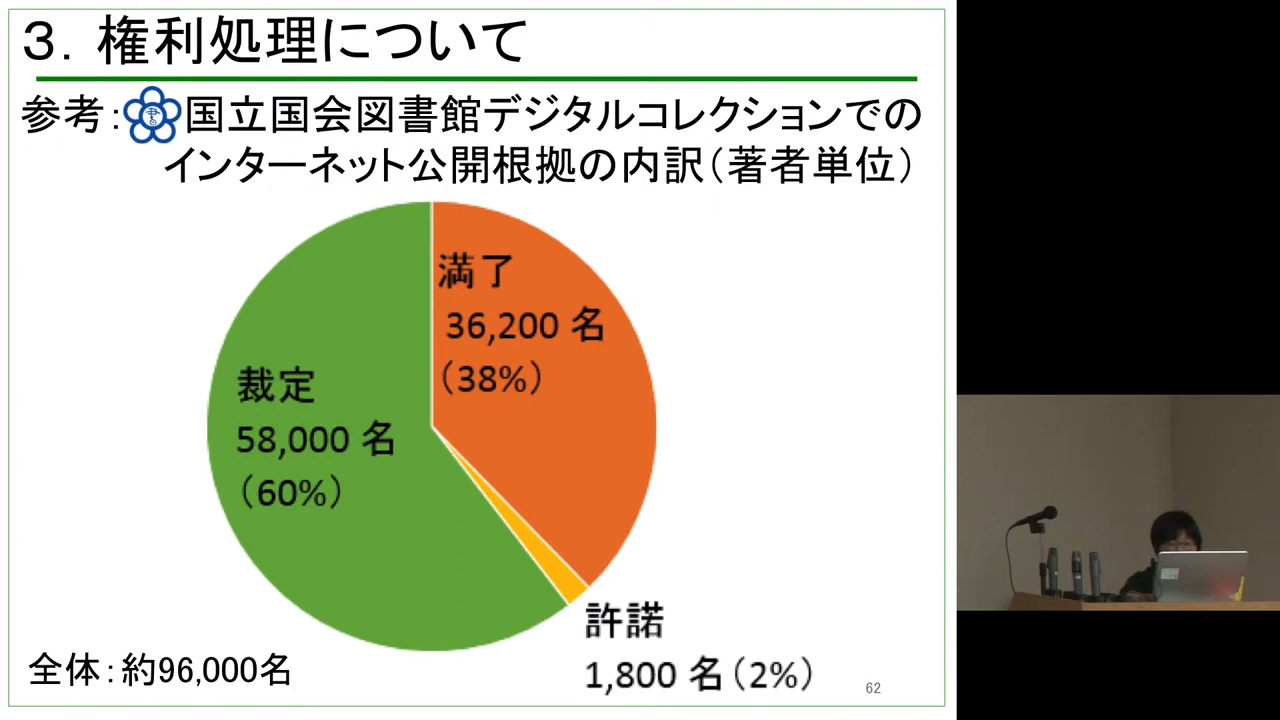 ３．権利処理について
参考：国立国会図書館デジタルコレクションでの
インターネット公開根拠の内訳（著者単位）
満了
36,200 名
（38%）
裁定
58,000 名
（60%）
許諾
1,800 名（2%）
全体：約96,000名
62